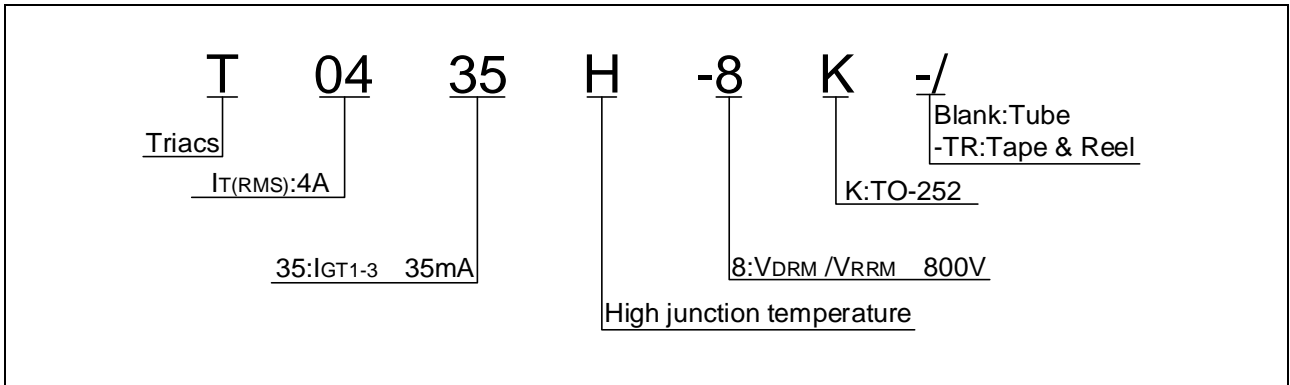 T 04 35 H -8 K -/
Blank:Tube
Triacs
-TR:Tape & Reel
IT(RMS):4A
K:TO-252
35:IGT1-3 35mA
8:VDRM /VRRM 800V
High junction temperature